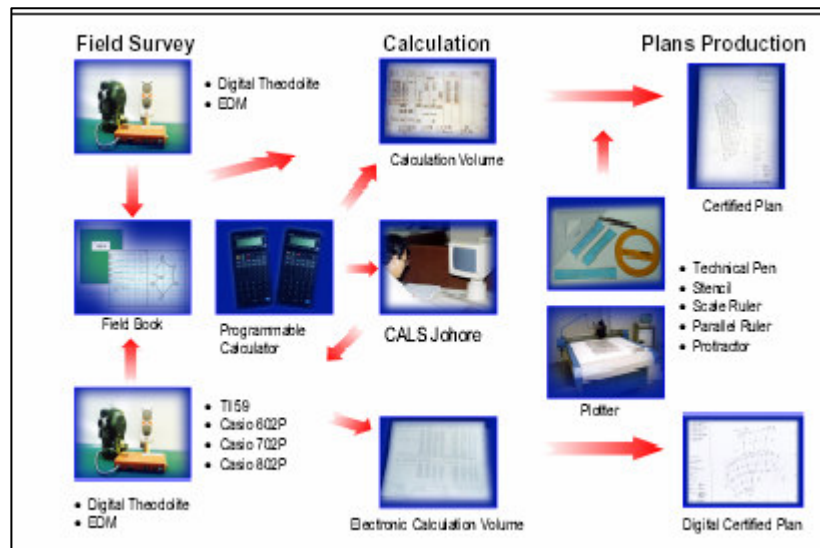 Field Survey
Calculation
Plans Production
• Digital Theodolite
• EDM
Calculation Volume
Certified Plan
Field Book
Programmable
Calculator
CALS Johore
• Technical Pen
• Stencil
• Scale Ruler
• Parallel Ruler
• Protractor
Plotter
• TI 59
• Casio 602P
• Casio 702P
• Casio 802P
• Digital Theodolite
• EDM
Electronic Calculation Volume
Digital Certified Plan